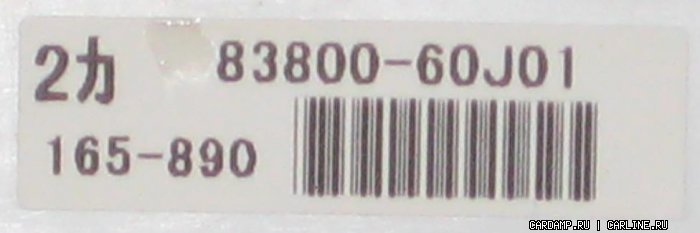 2カ 83800-60J01
165-890
CARDAMP.RU | CARLINE.RU